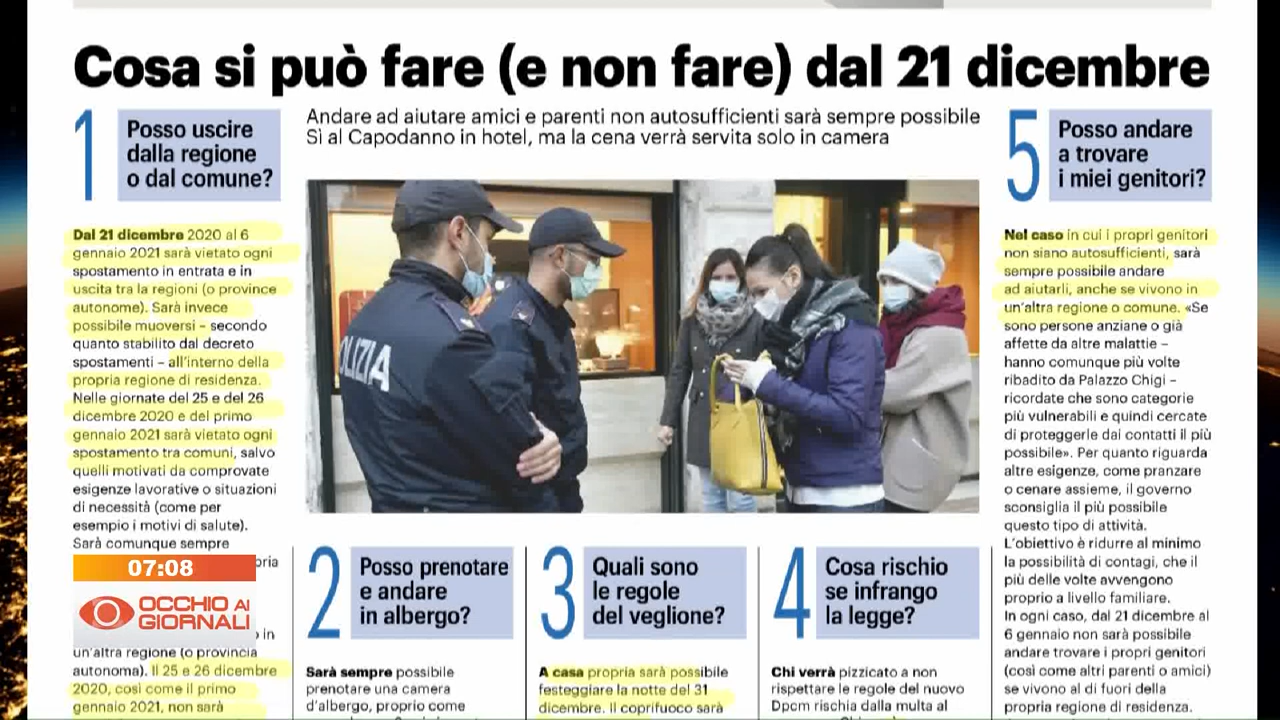 Cosa si può fare (e non fare) dal 21 dicembre
Andare ad aiutare amici e parenti non autosufficienti sarà sempre possibile
Sì al Capodanno in hotel, ma la cena verrà servita solo in camera
1
Posso uscire
dalla regione
o dal comune?
Dal 21 dicembre 2020 al 6
gennaio 2021 sarà vietato ogni
spostamento in entrata e in
uscita tra la regioni (o province
autonome). Sarà invece
possibile muoversi – secondo
quanto stabilito dal decreto
spostamenti – all'interno della
propria regione di residenza.
Nelle giornate del 25 e del 26
dicembre 2020 e del primo
gennaio 2021 sarà vietato ogni
spostamento tra comuni, salvo
quelli motivati da comprovate
esigenze lavorative o situazioni
di necessità (come per
esempio i motivi di salute).
Sarà comunque sempre
07:08
OCCHIO AI
GIORNALI
in
un'altra regione (o provincia
autonoma). Il 25 e 26 dicembre
2020, così come il primo
gennaio 2021, non sarà
POLIZIA
2
Posso prenotare
e andare
in albergo?
Sarà sempre possibile
prenotare una camera
d'albergo, proprio come
3
Quali sono
le regole
del veglione?
A casa propria sarà possibile
festeggiare la notte del 31
dicembre. Il coprifuoco sarà
4
Cosa rischio
se infrango
la legge?
Chi verrà pizzicato a non
rispettare le regole del nuovo
Dpcm rischia dalla multa al
5
Posso andare
a trovare
i miei genitori?
Nel caso in cui i propri genitori
non siano autosufficienti, sarà
sempre possibile andare
ad aiutarli, anche se vivono in
un'altra regione o comune. «Se
sono persone anziane o già
affette da altre malattie –
hanno comunque più volte
ribadito da Palazzo Chigi –
ricordate che sono categorie
più vulnerabili e quindi cercate
di proteggerle dai contatti il più
possibile». Per quanto riguarda
altre esigenze, come pranzare
o cenare assieme, il governo
sconsiglia il più possibile
questo tipo di attività.
L'obiettivo è ridurre al minimo
la possibilità di contagi, che il
più delle volte avvengono
proprio a livello familiare.
In ogni caso, dal 21 dicembre al
6 gennaio non sarà possibile
andare trovare i propri genitori
(così come altri parenti o amici)
se vivono al di fuori della
propria regione di residenza.